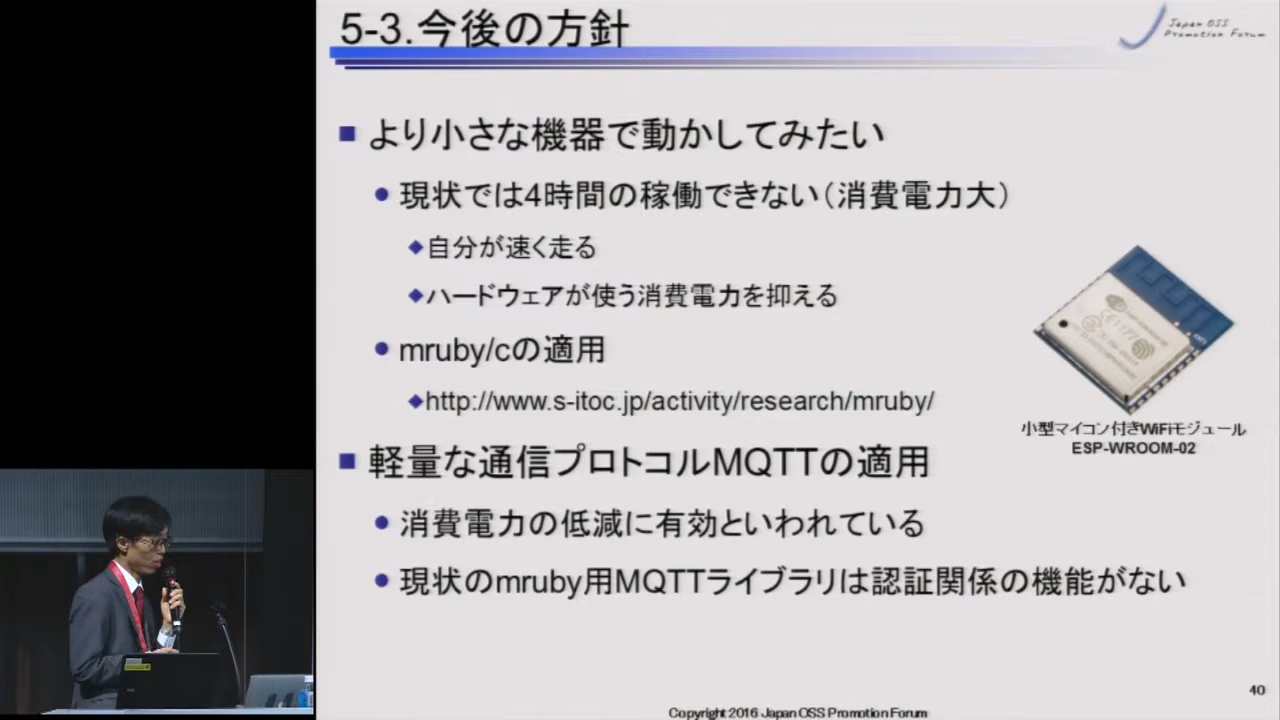 5-3.今後の方針
Japan OSS
Promotion Forum
■ より小さな機器で動かしてみたい
● 現状では4時間の稼働できない（消費電力大）
◆自分が速く走る
◆ハードウェアが使う消費電力を抑える
● mruby/cの適用
◆http://www.s-itoc.jp/activity/research/mruby/
小型マイコン付きWiFiモジュール
ESP-WROOM-02
■ 軽量な通信プロトコルMQTTの適用
● 消費電力の低減に有効といわれている
● 現状のmruby用MQTTライブラリは認証関係の機能がない
40
Copyright 2016 Japan OSS Promotion Forum